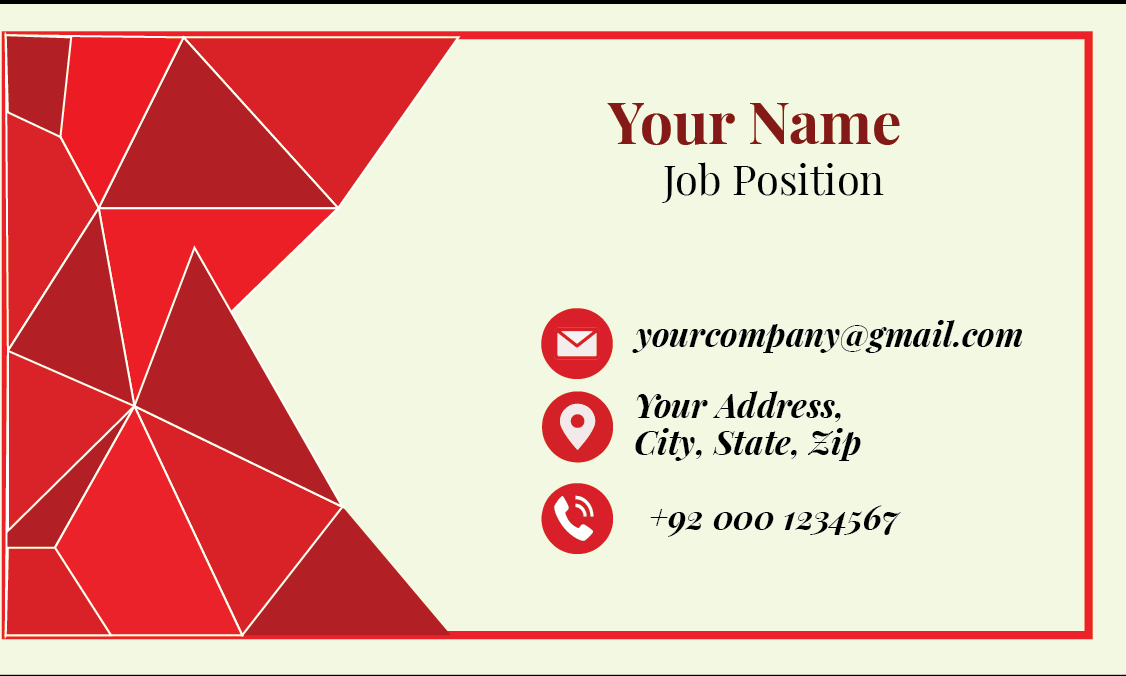 Your Name
Job Position
yourcompany@gmail.com
Your Address,
City, State, Zip
+92 000 1234567